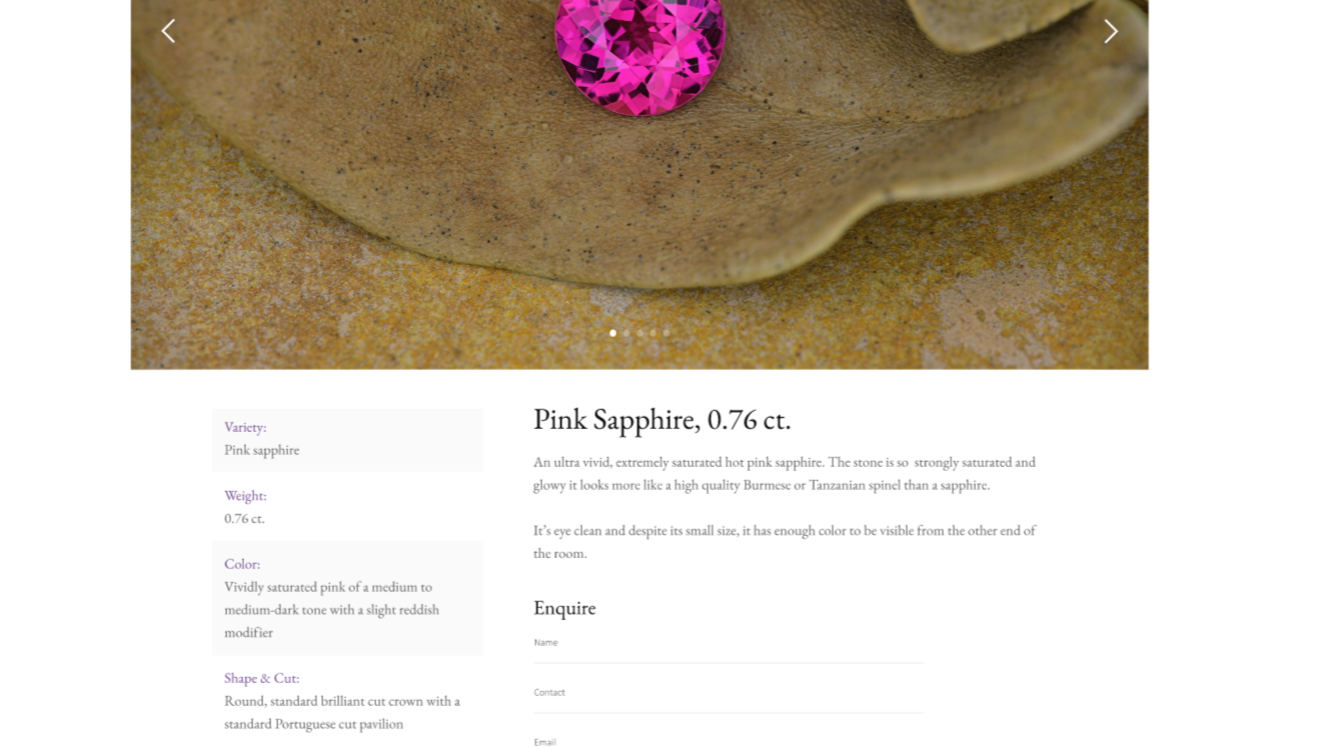 Variety:
Pink sapphire
Weight:
0.76 ct.
Color:
Vividly saturated pink of a medium to
medium-dark tone with a slight reddish
modifier
Shape & Cut:
Round, standard brilliant cut crown with a
standard Portuguese cut pavilion
Pink Sapphire, 0.76 ct.
An ultra vivid, extremely saturated hot pink sapphire. The stone is so  strongly saturated and
glowy it looks more like a high quality Burmese or Tanzanian spinel than a sapphire.
It’s eye clean and despite its small size, it has enough color to be visible from the other end of
the room.
Enquire
Name
Contact
Email